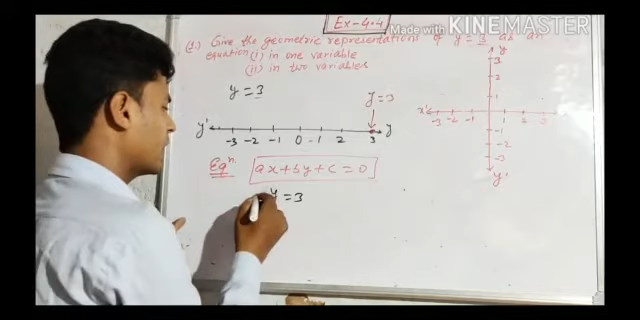 Ex-4.4
Made with KINEMASTER
Q1.) Give the geometric representations of y = 3 as an
equation (i) in one variable
(ii) in two variables
y = 3
y = 3
y' -3 -2 -1 0 -1 2 3 y
Eqⁿ. ax + by + c = 0
y = 3
y
3
2
1
x' -3 -2 -1 1 2 3
-1
-2
-3
y'